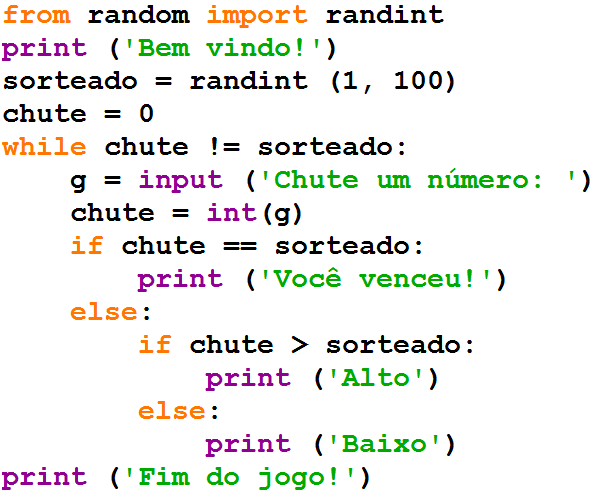 from random import randint
print ('Bem vindo!')
sorteado = randint (1, 100)
chute = 0
while chute != sorteado:
    g = input ('Chute um número: ')
    chute = int(g)
    if chute == sorteado:
        print ('Você venceu!')
    else:
        if chute > sorteado:
            print ('Alto')
        else:
            print ('Baixo')
print ('Fim do jogo!')